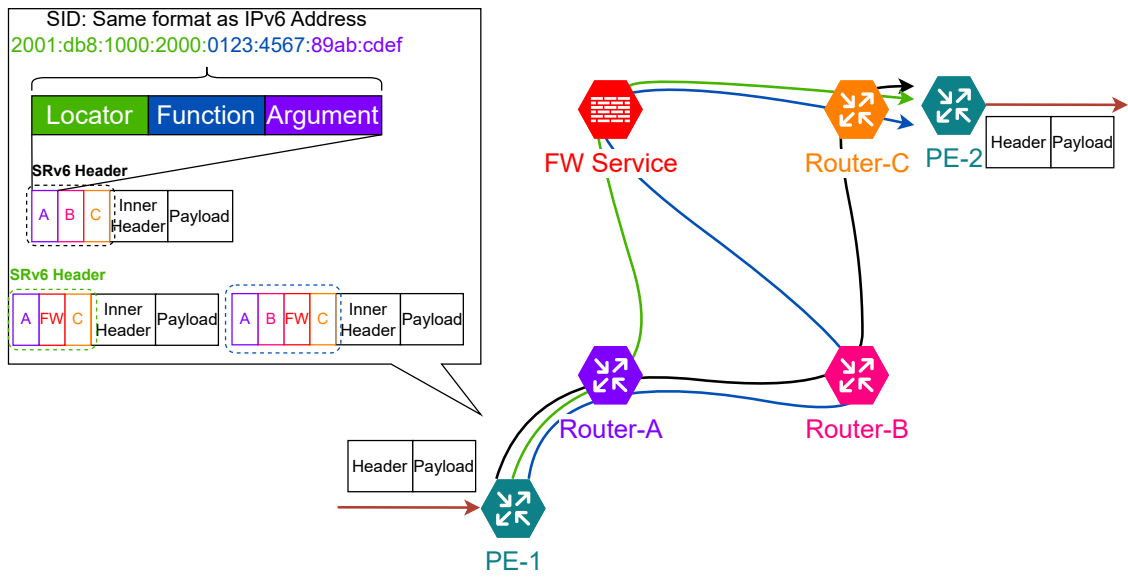 SID: Same format as IPv6 Address
2001:db8:1000:2000:0123:4567:89ab:cdef
Locator Function Argument
SRv6 Header
A B C Inner Header Payload
SRv6 Header
A FW C Inner Header Payload
A B FW C Inner Header Payload
FW Service
Router-C
PE-2
Header Payload
Router-A
Router-B
Header Payload
PE-1